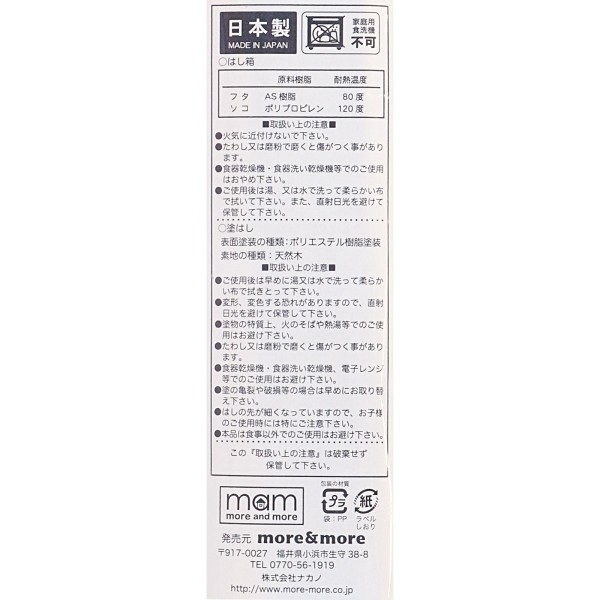 日本製
MADE IN JAPAN
家庭用
食洗機
不可
○はし箱
原料樹脂 耐熱温度
フタ AS樹脂 80度
ソコ ポリプロピレン 120度
■取扱い上の注意■
●火気に近付けないで下さい。
●たわし又は磨粉で磨くと傷がつく事があり
ます。
●食器乾燥機・食器洗い乾燥機等でのご使用
はおやめ下さい。
●ご使用後は湯、又は水で洗って柔らかい布
で拭いて下さい。また、直射日光を避けて
保管して下さい。
○塗はし
表面塗装の種類:ポリエステル樹脂塗装
素地の種類:天然木
■取扱い上の注意■
●ご使用後は早めに湯又は水で洗って柔らか
い布で拭きとって下さい。
●変形、変色する恐れがありますので、直射
日光を避けて保管して下さい。
●塗物の特質上、火のそばや熱湯等でのご使
用はお避け下さい。
●たわし又は磨粉で磨くと傷がつく事があり
ます。
●食器乾燥機・食器洗い乾燥機、電子レンジ
等でのご使用はお避け下さい。
●塗の亀裂や破損等の場合は早めにお取り替
え下さい。
●はしの先が細くなっていますので、お子様
のご使用時には特にご注意下さい。
●本品は食事以外でのご使用はお避け下さい。
この『取扱い上の注意』は破棄せず
保管して下さい。
mam
more and more
包装の材質
プラ
袋:PP
紙
ラベル
しおり
発売元 more&more
〒917-0027 福井県小浜市生守38-8
TEL 0770-56-1919
株式会社ナカノ
http://www.more-more.co.jp